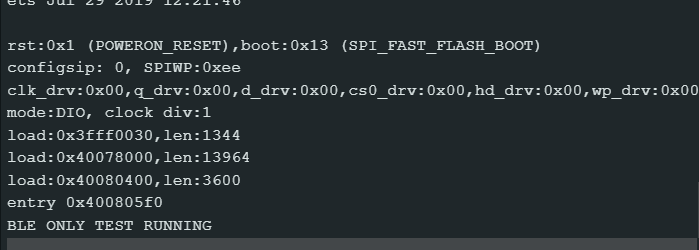 ets Jul 29 2019 12:21:46
rst:0x1 (POWERON_RESET),boot:0x13 (SPI_FAST_FLASH_BOOT)
configsip: 0, SPIWP:0xee
clk_drv:0x00,q_drv:0x00,d_drv:0x00,cs0_drv:0x00,hd_drv:0x00,wp_drv:0x00
mode:DIO, clock div:1
load:0x3fff0030,len:1344
load:0x40078000,len:13964
load:0x40080400,len:3600
entry 0x400805f0
BLE ONLY TEST RUNNING